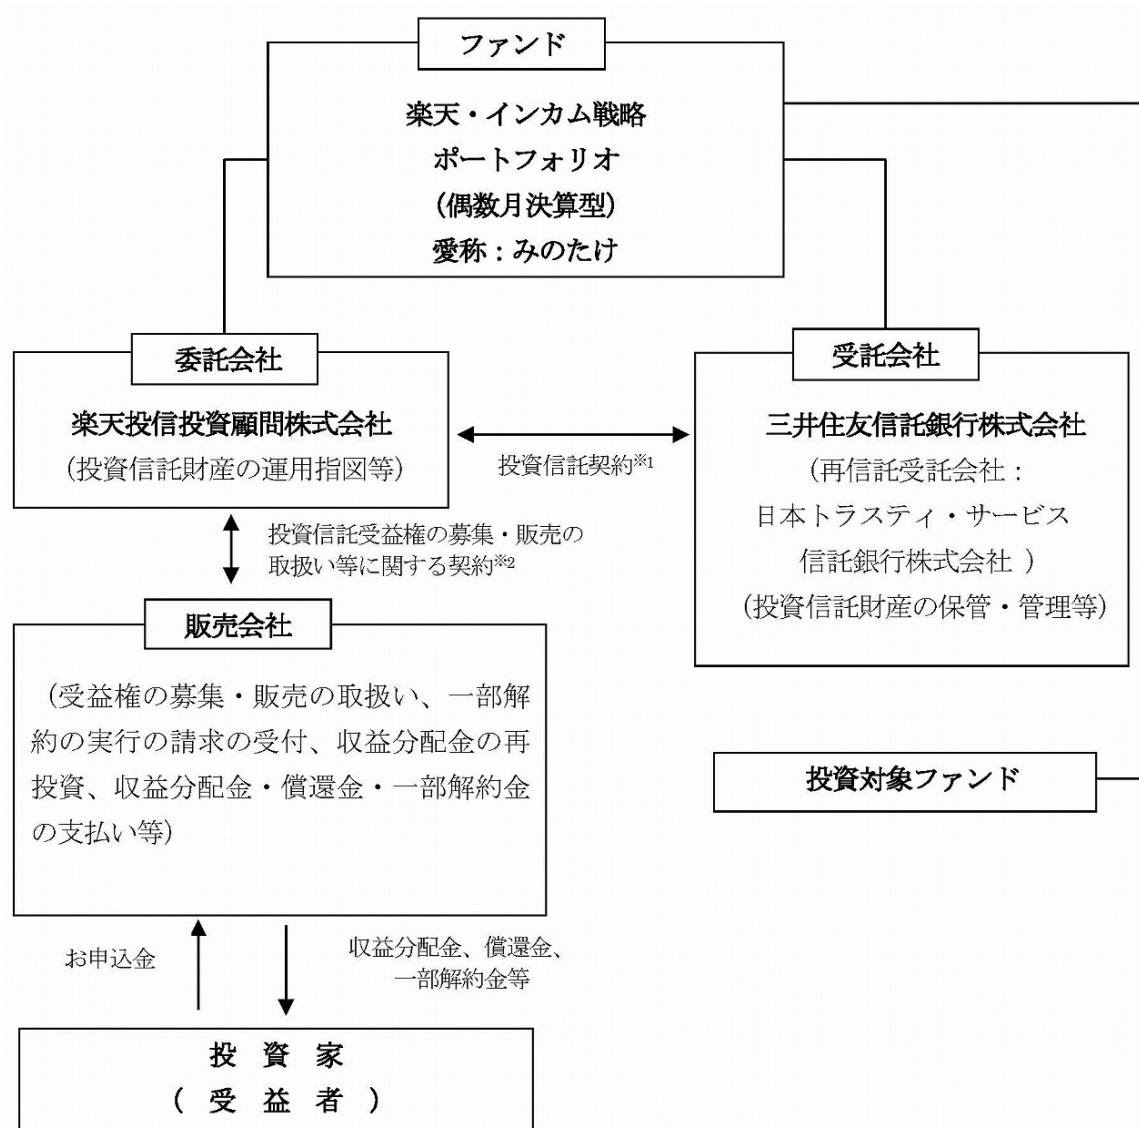 ファンド
楽天・インカム戦略
ポートフォリオ
(偶数月決算型)
愛称：みのたけ
委託会社
楽天投信投資顧問株式会社
(投資信託財産の運用指図等)
投資信託契約※1
受託会社
三井住友信託銀行株式会社
(再信託受託会社：
日本トラスティ・サービス
信託銀行株式会社 )
(投資信託財産の保管・管理等)
投資信託受益権の募集・販売の
取扱い等に関する契約※2
販売会社
(受益権の募集・販売の取扱い、一部解
約の実行の請求の受付、収益分配金の再
投資、収益分配金・償還金・一部解約金
の支払い等)
投資対象ファンド
お申込金
収益分配金、償還金、
一部解約金等
投 資 家
( 受 益 者 )